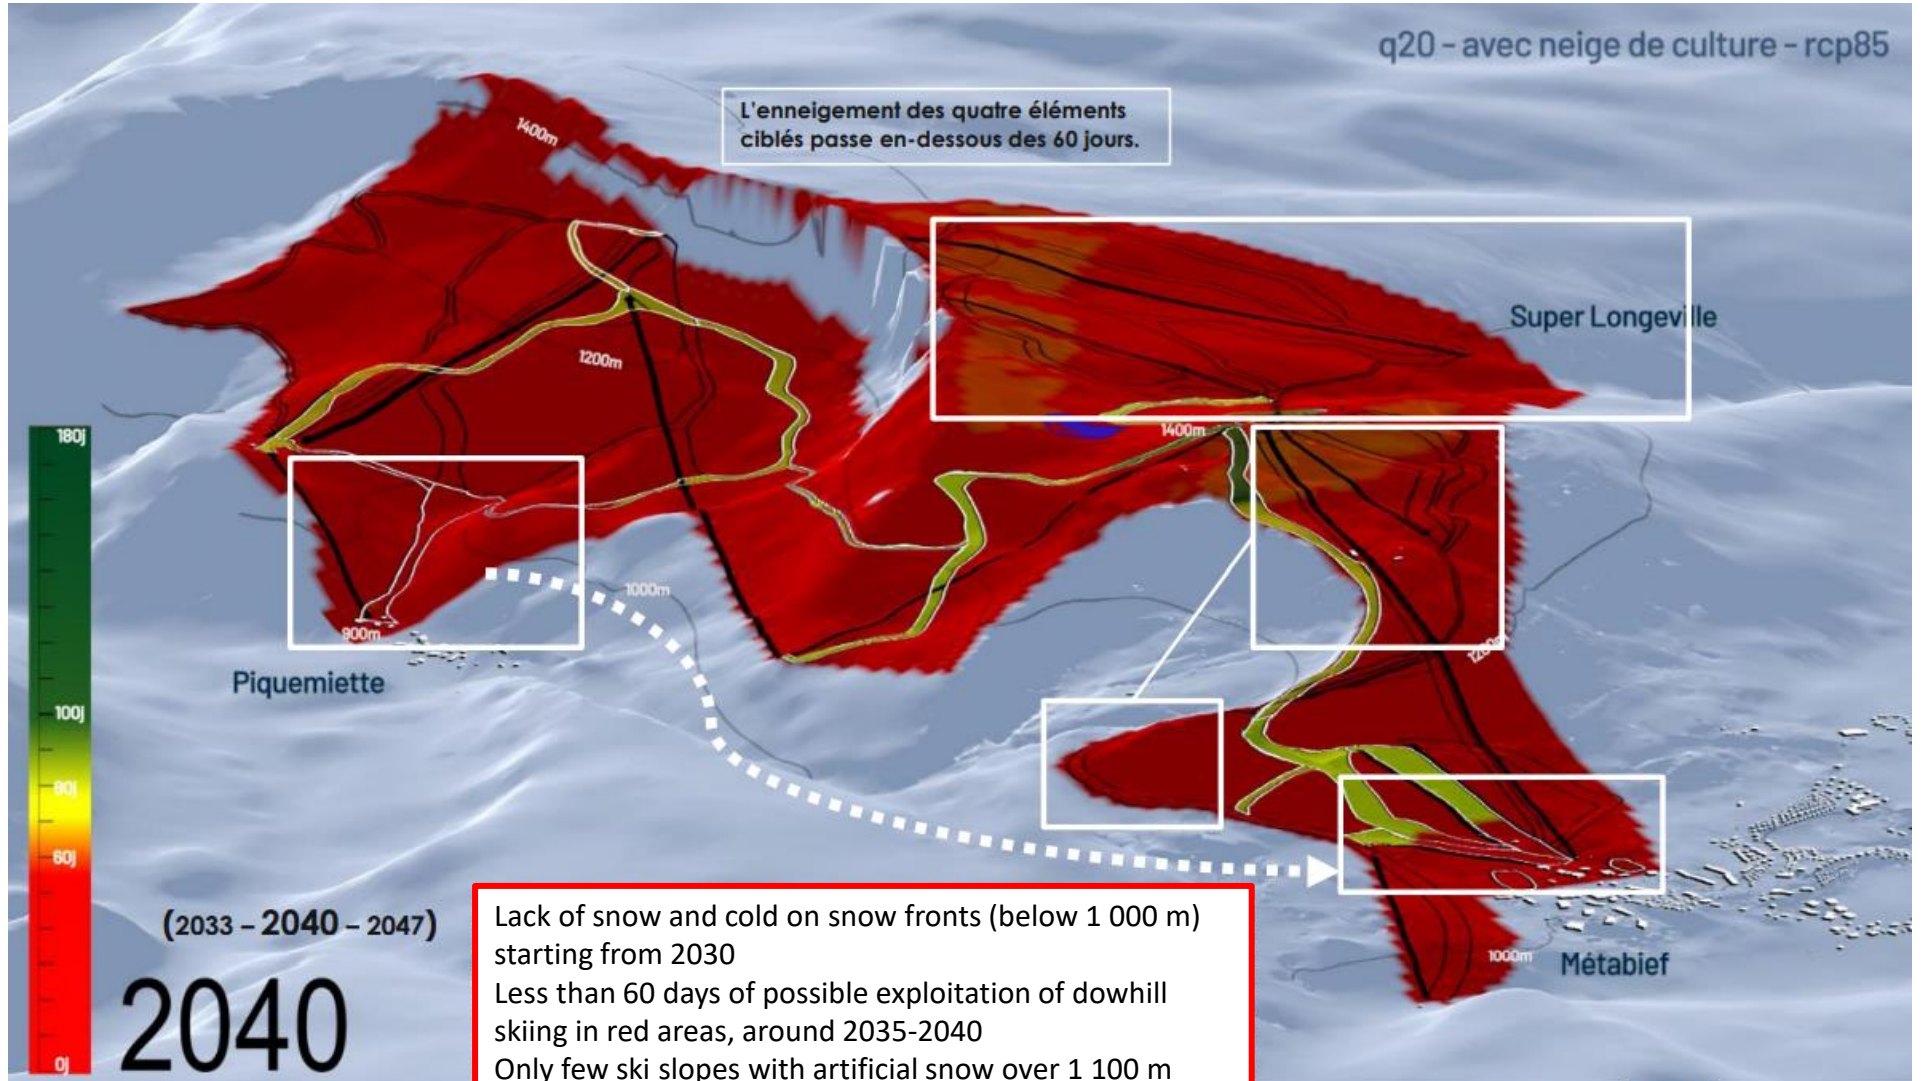 q20 - avec neige de culture - rcp85
L'enneigement des quatre éléments
ciblés passe en-dessous des 60 jours.
1400m
1200m
Super Longeville
1400m
180j
1000m
900m
1200m
Piquemiette
100j
80j
60j
(2033 – 2040 – 2047)
2040
0j
Lack of snow and cold on snow fronts (below 1 000 m)
starting from 2030
Less than 60 days of possible exploitation of dowhill
skiing in red areas, around 2035-2040
Only few ski slopes with artificial snow over 1 100 m
1000m
Métabief